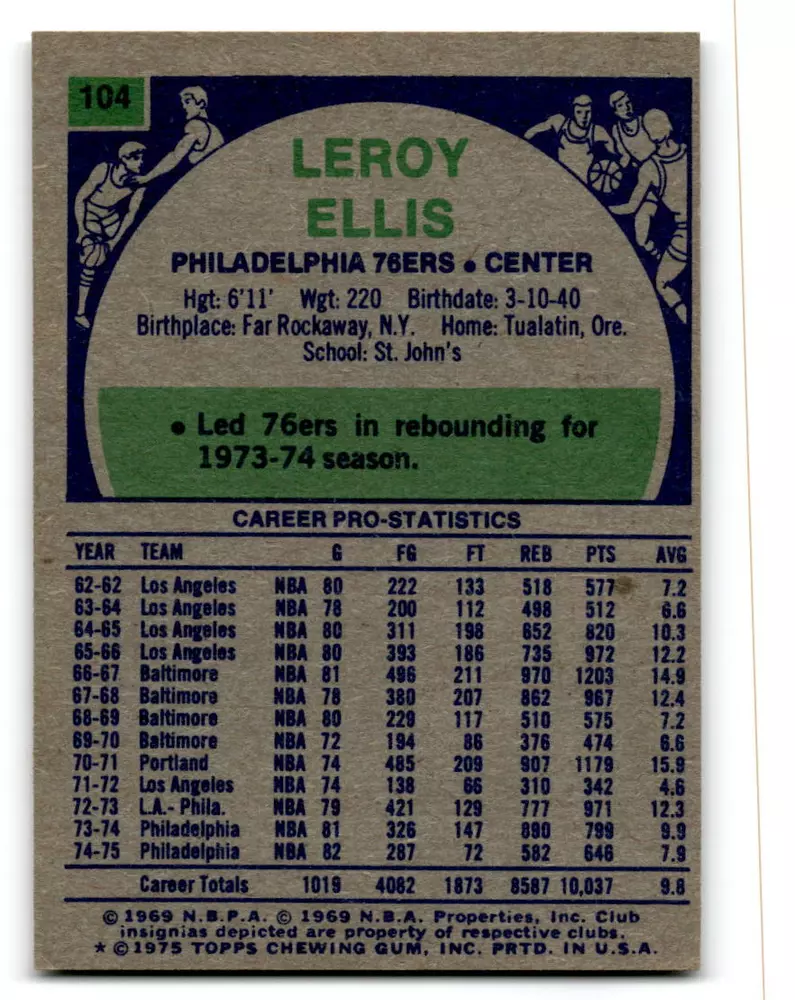 104
LEROY
ELLIS
PHILADELPHIA 76ERS • CENTER
Hgt: 6'11' Wgt: 220 Birthdate: 3-10-40
Birthplace: Far Rockaway, N.Y. Home: Tualatin, Ore.
School: St. John's
• Led 76ers in rebounding for
1973-74 season.
CAREER PRO-STATISTICS
YEAR TEAM G FG FT REB PTS AVG
62-62 Los Angeles NBA 80 222 133 518 577 7.2
63-64 Los Angeles NBA 78 200 112 498 512 6.6
64-65 Los Angeles NBA 80 311 198 652 820 10.3
65-66 Los Angeles NBA 80 393 186 735 972 12.2
66-67 Baltimore NBA 81 496 211 970 1203 14.9
67-68 Baltimore NBA 78 380 207 862 967 12.4
68-69 Baltimore NBA 80 229 117 510 575 7.2
69-70 Baltimore NBA 72 194 86 376 474 6.6
70-71 Portland NBA 74 485 209 907 1179 15.9
71-72 Los Angeles NBA 74 138 66 310 342 4.6
72-73 L.A.- Phila. NBA 79 421 129 777 971 12.3
73-74 Philadelphia NBA 81 326 147 890 799 9.9
74-75 Philadelphia NBA 82 287 72 582 646 7.9
Career Totals 1019 4082 1873 8587 10,037 9.8
© 1969 N.B.P.A. © 1969 N.B.A. Properties, Inc. Club
insignias depicted are property of respective clubs.
★ © 1975 TOPPS CHEWING GUM, INC. PRTD. IN U.S.A.